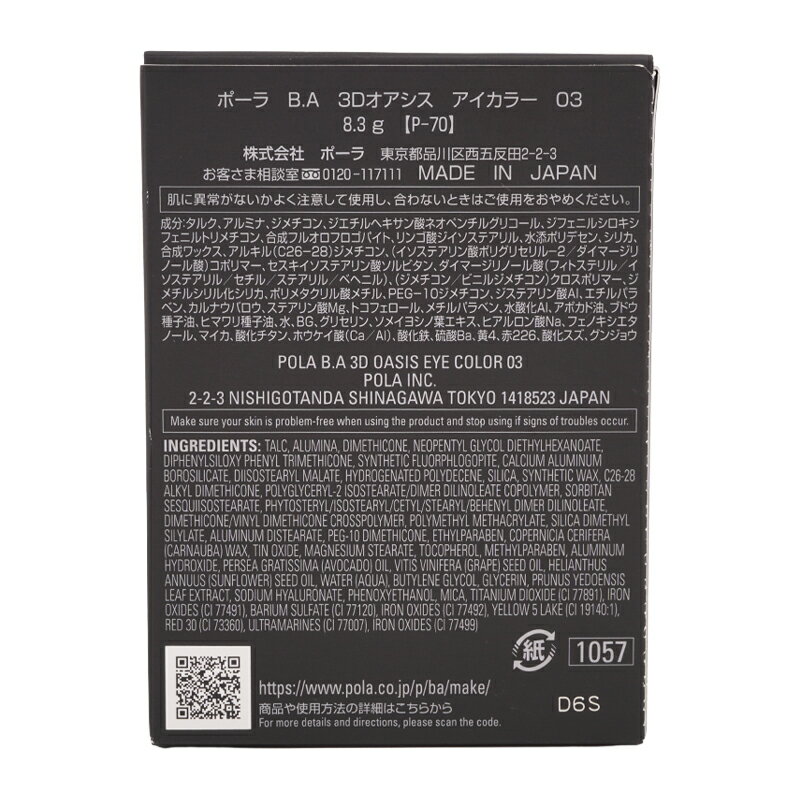 ポーラ B.A 3Dオアシス アイカラー 03
8.3 g 【P-70】
株式会社 ポーラ 東京都品川区西五反田2-2-3
お客さま相談室 0120-117111 MADE IN JAPAN
肌に異常がないかよく注意して使用し、合わないときはご使用をおやめください。
成分：タルク、アルミナ、ジメチコン、ジエチルヘキサン酸ネオペンチルグリコール、ジフェニルシロキシ
フェニルトリメチコン、合成フルオロフロゴパイト、リンゴ酸ジイソステアリル、水添ポリデセン、シリカ、
合成ワックス、アルキル(C26-28)ジメチコン、(イソステアリン酸ポリグリセリル-2／ダイマージリ
ノール酸)コポリマー、セスキイソステアリン酸ソルビタン、ダイマージリノール酸(フィトステリル／イ
ソステアリル／セチル／ステアリル／ベヘニル)、(ジメチコン／ビニルジメチコン)クロスポリマー、ジ
メチルシリル化シリカ、ポリメタクリル酸メチル、PEG-10ジメチコン、ジステアリン酸Al、エチルパラ
ベン、カルナウバロウ、ステアリン酸Mg、トコフェロール、メチルパラベン、水酸化Al、アボカド油、ブドウ
種子油、ヒマワリ種子油、水、BG、グリセリン、ソメイヨシノ葉エキス、ヒアルロン酸Na、フェノキシエタ
ノール、マイカ、酸化チタン、ホウケイ酸(Ca／Al)、酸化鉄、硫酸Ba、黄4、赤226、酸化スズ、グンジョウ
POLA B.A 3D OASIS EYE COLOR 03
POLA INC.
2-2-3 NISHIGOTANDA SHINAGAWA TOKYO 1418523 JAPAN
Make sure your skin is problem-free when using the product and stop using if signs of troubles occur.
INGREDIENTS: TALC, ALUMINA, DIMETHICONE, NEOPENTYL GLYCOL DIETHYLHEXANOATE,
DIPHENYLSILOXY PHENYL TRIMETHICONE, SYNTHETIC FLUORPHLOGOPITE, CALCIUM ALUMINUM
BOROSILICATE, DIISOSTEARYL MALATE, HYDROGENATED POLYDECENE, SILICA, SYNTHETIC WAX, C26-28
ALKYL DIMETHICONE, POLYGLYCERYL-2 ISOSTEARATE/DIMER DILINOLEATE COPOLYMER, SORBITAN
SESQUIISOSTEARATE, PHYTOSTERYL/ISOSTEARYL/CETYL/STEARYL/BEHENYL DIMER DILINOLEATE,
DIMETHICONE/VINYL DIMETHICONE CROSSPOLYMER, POLYMETHYL METHACRYLATE, SILICA DIMETHYL
SILYLATE, ALUMINUM DISTEARATE, PEG-10 DIMETHICONE, ETHYLPARABEN, COPERNICIA CERIFERA
(CARNAUBA) WAX, TIN OXIDE, MAGNESIUM STEARATE, TOCOPHEROL, METHYLPARABEN, ALUMINUM
HYDROXIDE, PERSEA GRATISSIMA (AVOCADO) OIL, VITIS VINIFERA (GRAPE) SEED OIL, HELIANTHUS
ANNUUS (SUNFLOWER) SEED OIL, WATER (AQUA), BUTYLENE GLYCOL, GLYCERIN, PRUNUS YEDOENSIS
LEAF EXTRACT, SODIUM HYALURONATE, PHENOXYETHANOL, MICA, TITANIUM DIOXIDE (CI 77891), IRON
OXIDES (CI 77491), BARIUM SULFATE (CI 77120), IRON OXIDES (CI 77492), YELLOW 5 LAKE (CI 19140:1),
RED 30 (CI 73360), ULTRAMARINES (CI 77007), IRON OXIDES (CI 77499)
紙
1057
https://www.pola.co.jp/p/ba/make/
商品や使用方法の詳細はこちらから
For more details and directions, please scan the code.
D6S